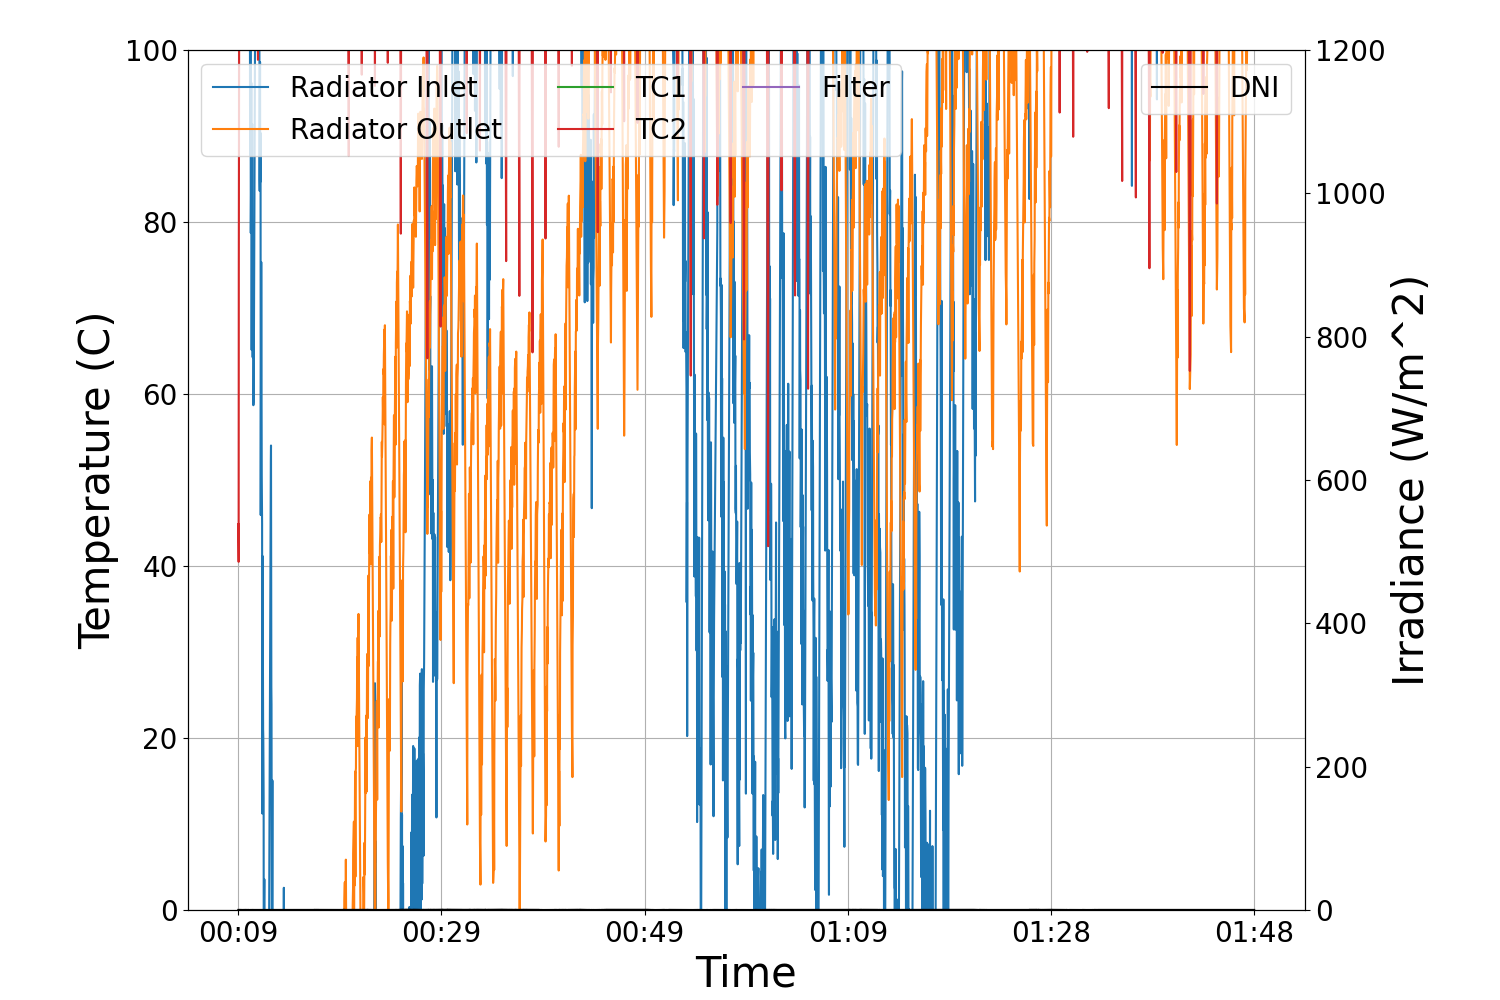 100
80
60
40
20
0
Temperature (C)
Radiator Inlet
Radiator Outlet
TC1
TC2
Filter
DNI
1200
1000
800
600
400
200
0
Irradiance (W/m^2)
00:09 00:29 00:49 01:09 01:28 01:48
Time